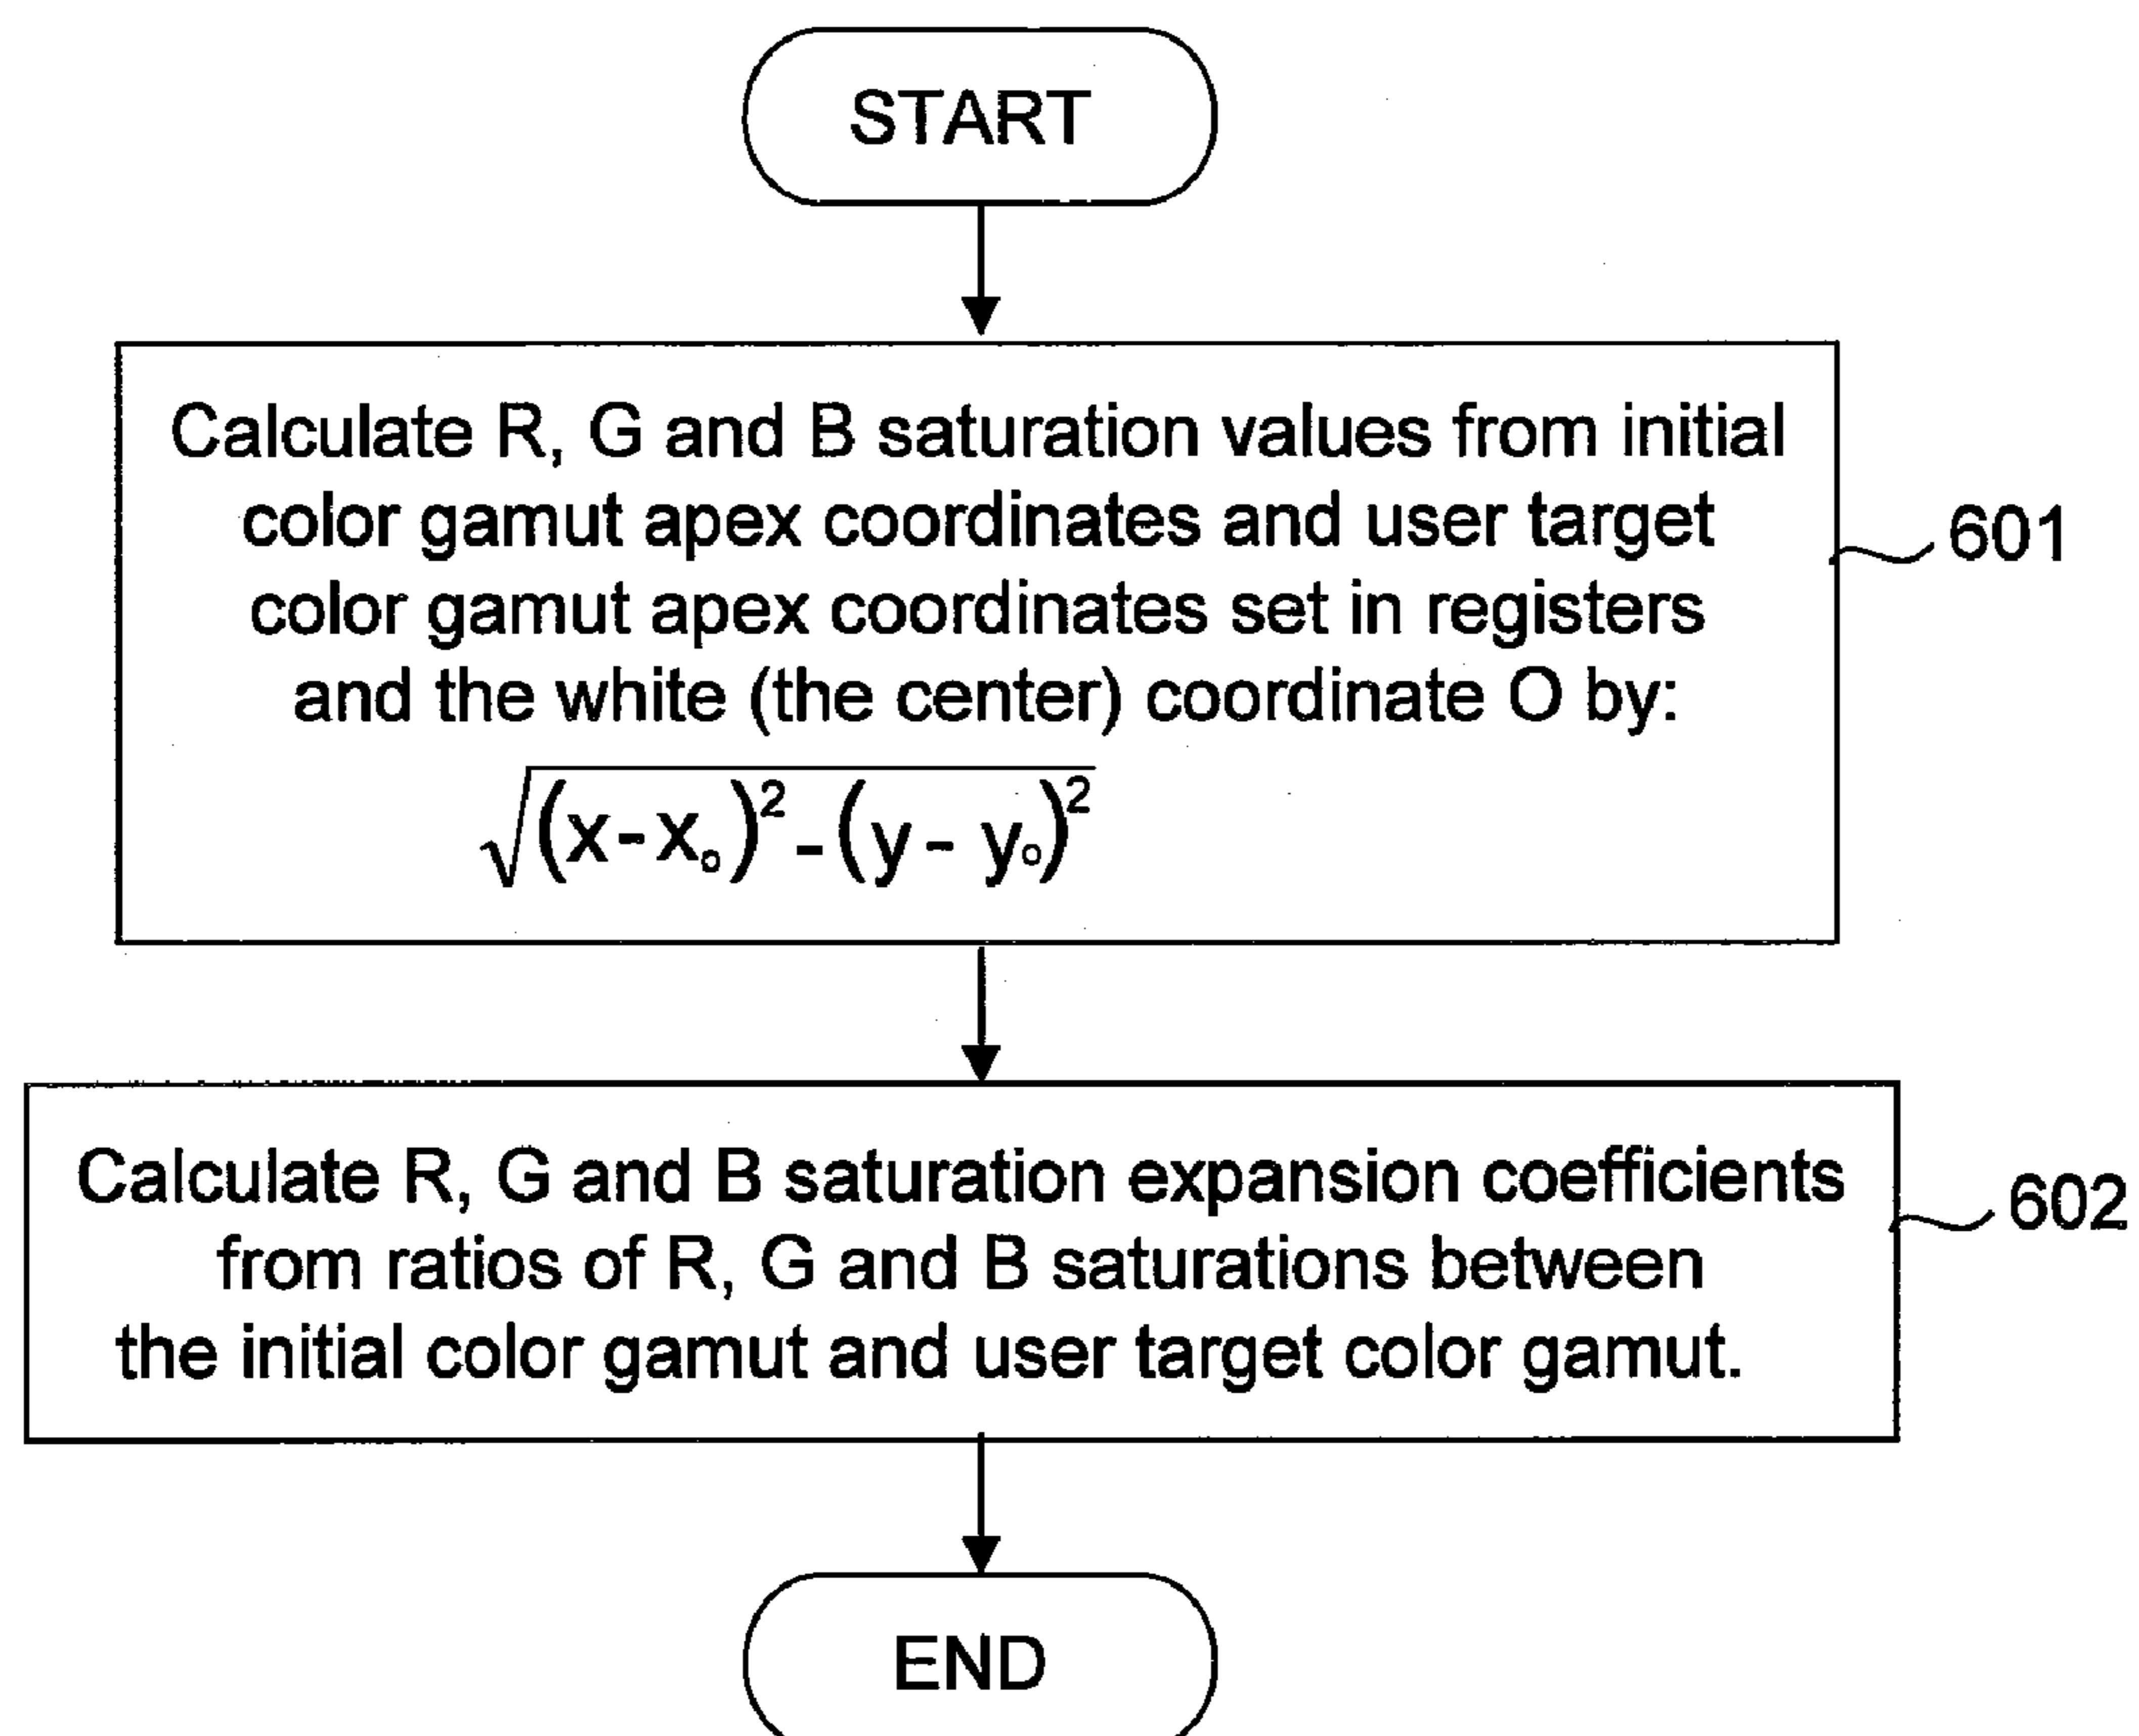 START
Calculate R, G and B saturation values from initial
color gamut apex coordinates and user target
color gamut apex coordinates set in registers
and the white (the center) coordinate O by:
√(x-x₀)²-(y-y₀)²
601
Calculate R, G and B saturation expansion coefficients
from ratios of R, G and B saturations between
the initial color gamut and user target color gamut.
602
END